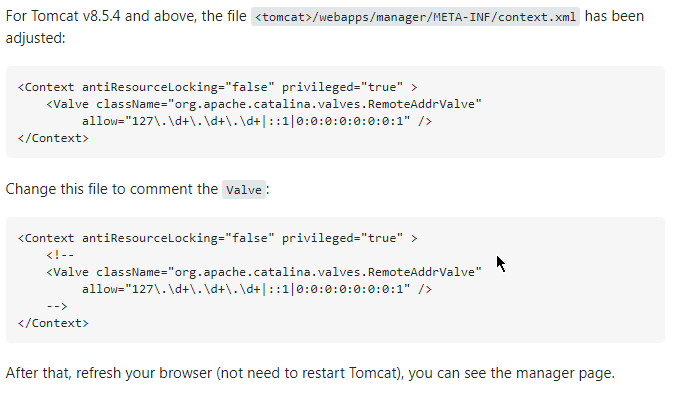 For Tomcat v8.5.4 and above, the file <tomcat>/webapps/manager/META-INF/context.xml has been
adjusted:
<Context antiResourceLocking="false" privileged="true" >
    <Valve className="org.apache.catalina.valves.RemoteAddrValve"
         allow="127\.\d+\.\d+\.\d+|::1|0:0:0:0:0:0:0:1" />
</Context>
Change this file to comment the Valve:
<Context antiResourceLocking="false" privileged="true" >
    <!--
    <Valve className="org.apache.catalina.valves.RemoteAddrValve"
         allow="127\.\d+\.\d+\.\d+|::1|0:0:0:0:0:0:0:1" />
    -->
</Context>
After that, refresh your browser (not need to restart Tomcat), you can see the manager page.